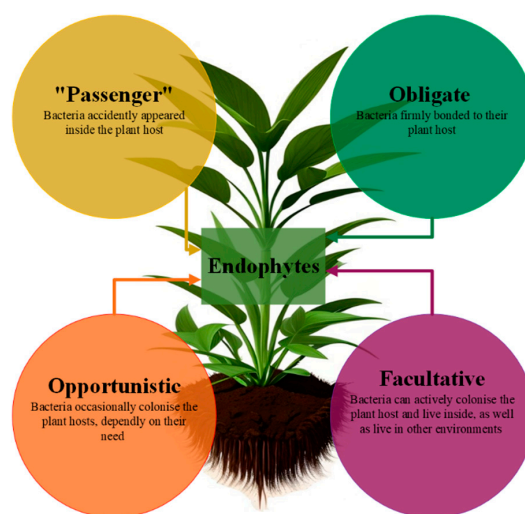 "Passenger"
Bacteria accidently appeared
inside the plant host
Obligate
Bacteria firmly bonded to their
plant host
Endophytes
Opportunistic
Bacteria occasionally colonise the
plant hosts, dependly on their
need
Facultative
Bacteria can actively colonise the
plant host and live inside, as well
as live in other environments